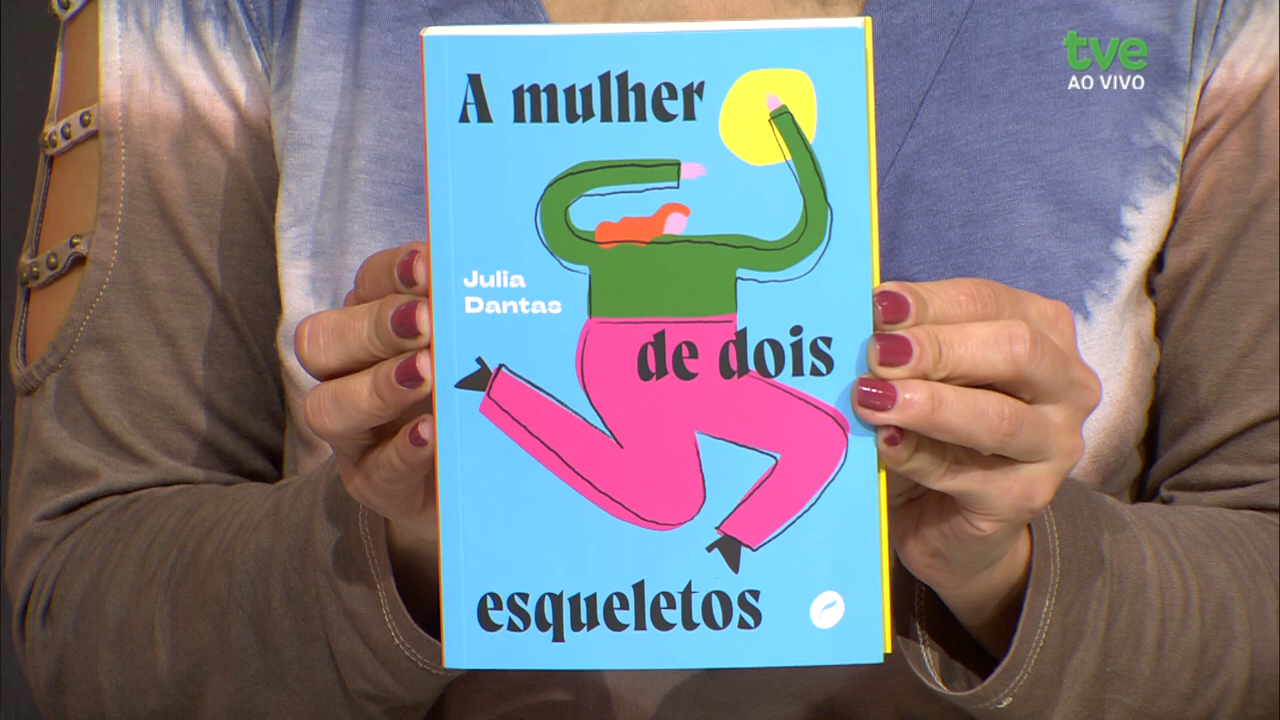 tve
AO VIVO
A mulher
Julia
Dantas
de dois
esqueletos